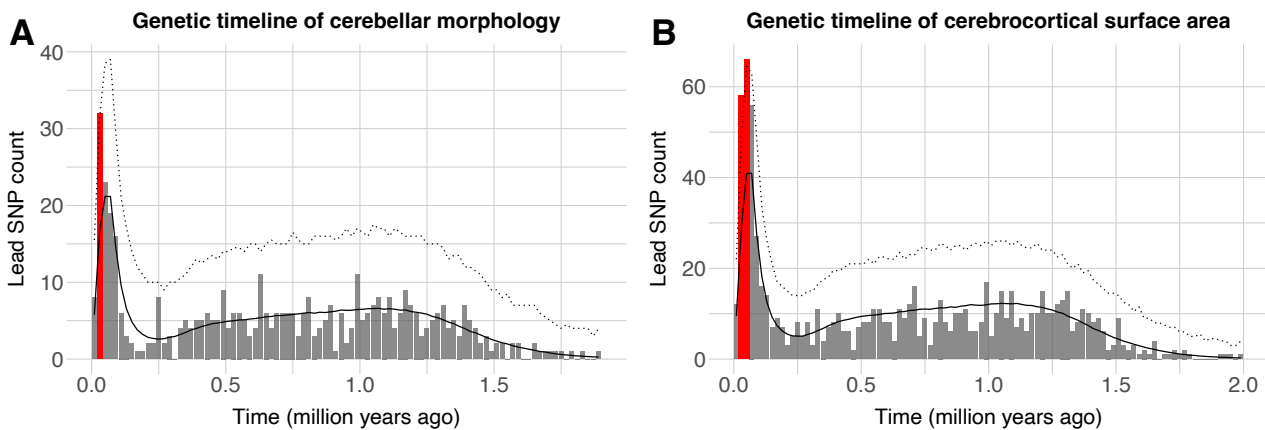 A
Genetic timeline of cerebellar morphology
Lead SNP count
40
30
20
10
0
0.0 0.5 1.0 1.5
Time (million years ago)
B
Genetic timeline of cerebrocortical surface area
Lead SNP count
60
40
20
0
0.0 0.5 1.0 1.5 2.0
Time (million years ago)